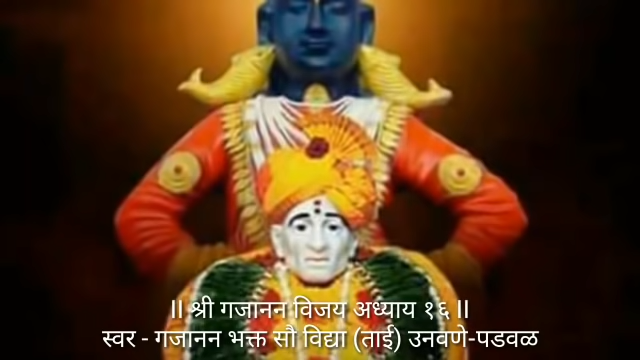 ॥ श्री गजानन विजय अध्याय १६ ॥
स्वर - गजानन भक्त सौ विद्या (ताई) उनवणे-पडवळ